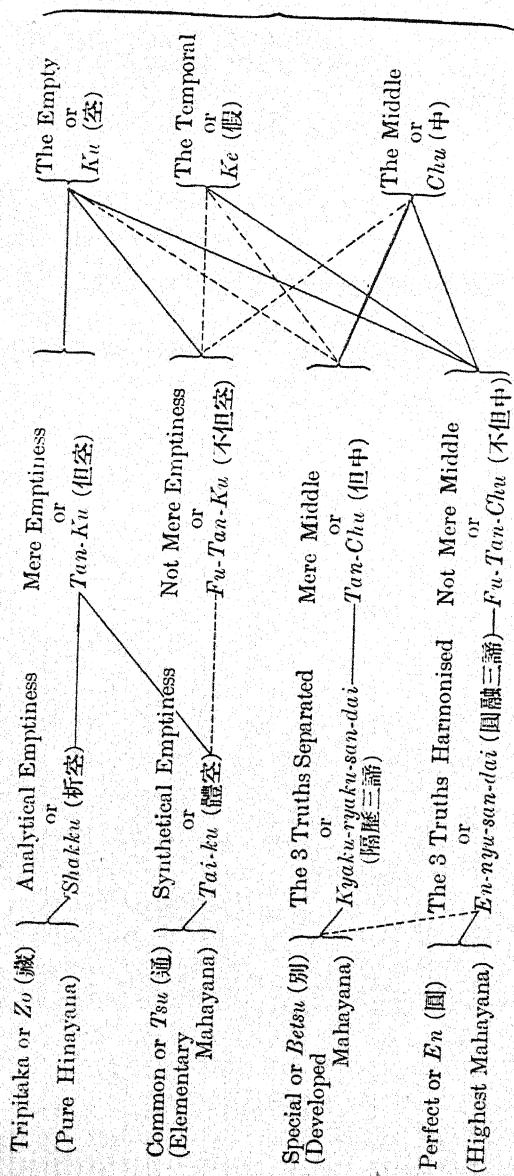 Tripitaka or Zo (藏)
(Pure Hinayana)
Analytical Emptiness
or
Shakku (析空)
Mere Emptiness
or
Tan-Ku (但空)
The Empty
or
Ku (空)
Common or Tsu (通)
(Elementary
Mahayana)
Synthetical Emptiness
or
Tai-ku (體空)
Not Mere Emptiness
or
Fu-Tan-Ku (不但空)
The Temporal
or
Ke (假)
Special or Betsu (別)
(Developed
Mahayana)
The 3 Truths Separated
or
Kyaku-ryaku-san-dai
(隔歷三諦)
Mere Middle
or
Tan-Chu (但中)
The Middle
or
Chu (中)
Perfect or En (圓)
(Highest Mahayana)
The 3 Truths Harmonised
or
En-nyu-san-dai (圓融三諦)
Not Mere Middle
or
Fu-Tan-Chu (不但中)